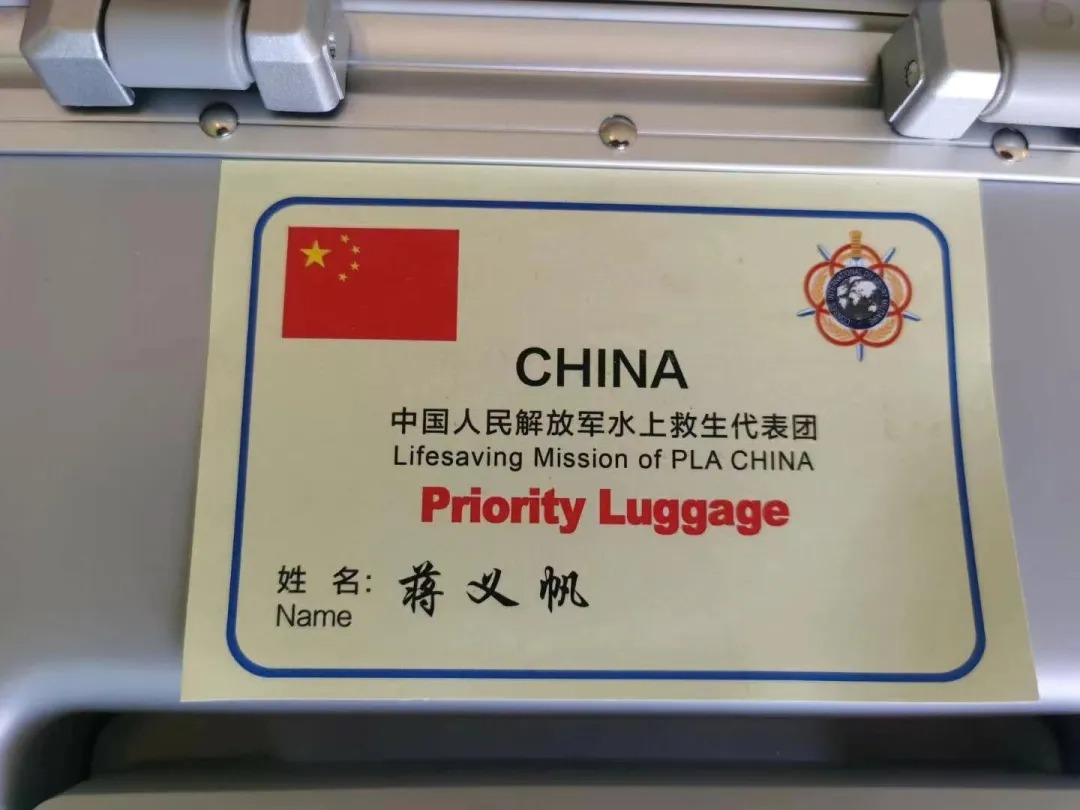 CHINA
中国人民解放军水上救生代表团
Lifesaving Mission of PLA CHINA
Priority Luggage
姓 名: 蒋义帆
Name